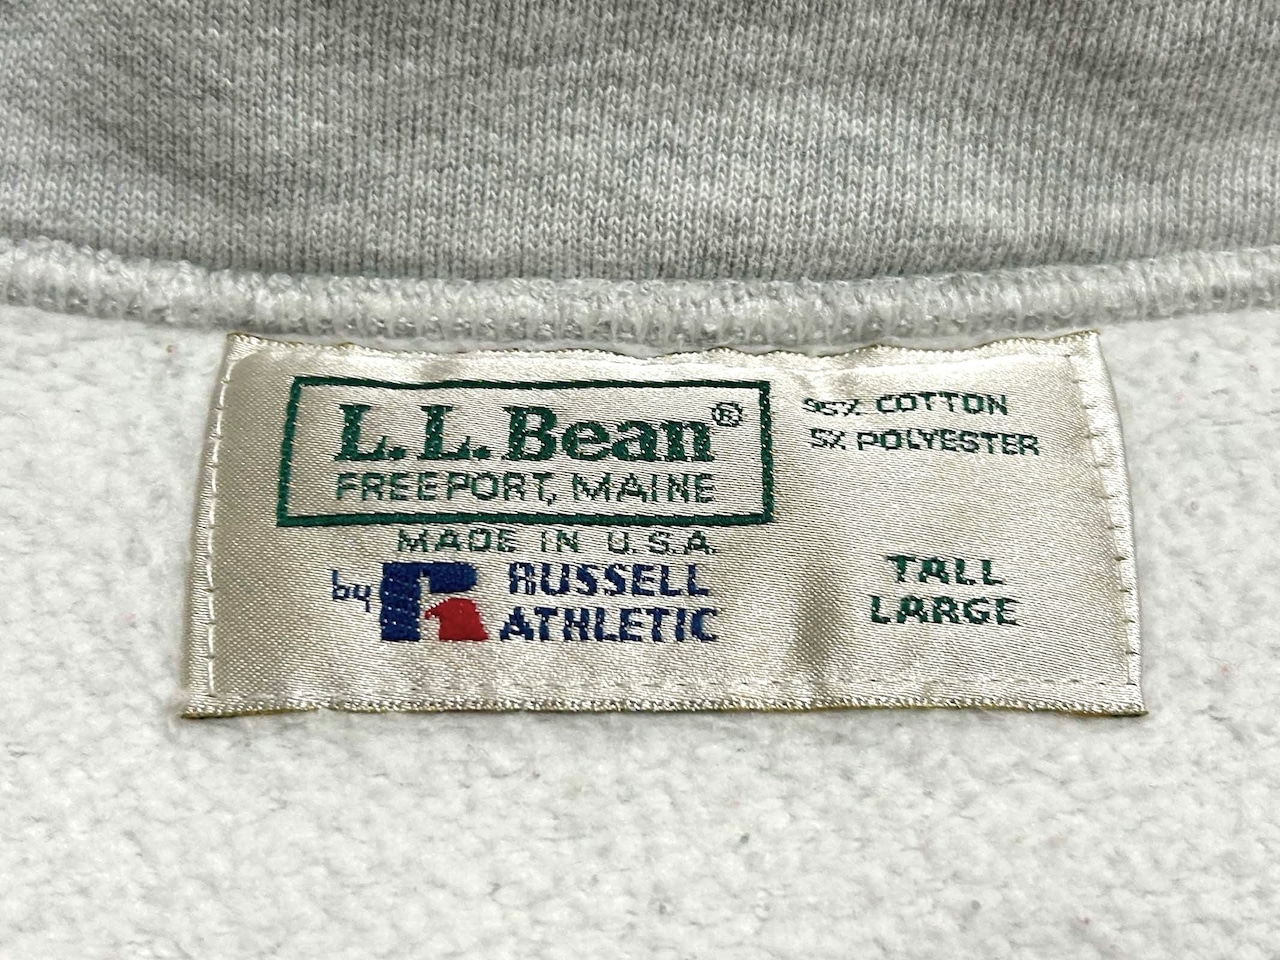 L.L.Bean®
FREEPORT, MAINE
MADE IN U.S.A.
by RUSSELL
ATHLETIC
95% COTTON
5% POLYESTER
TALL
LARGE